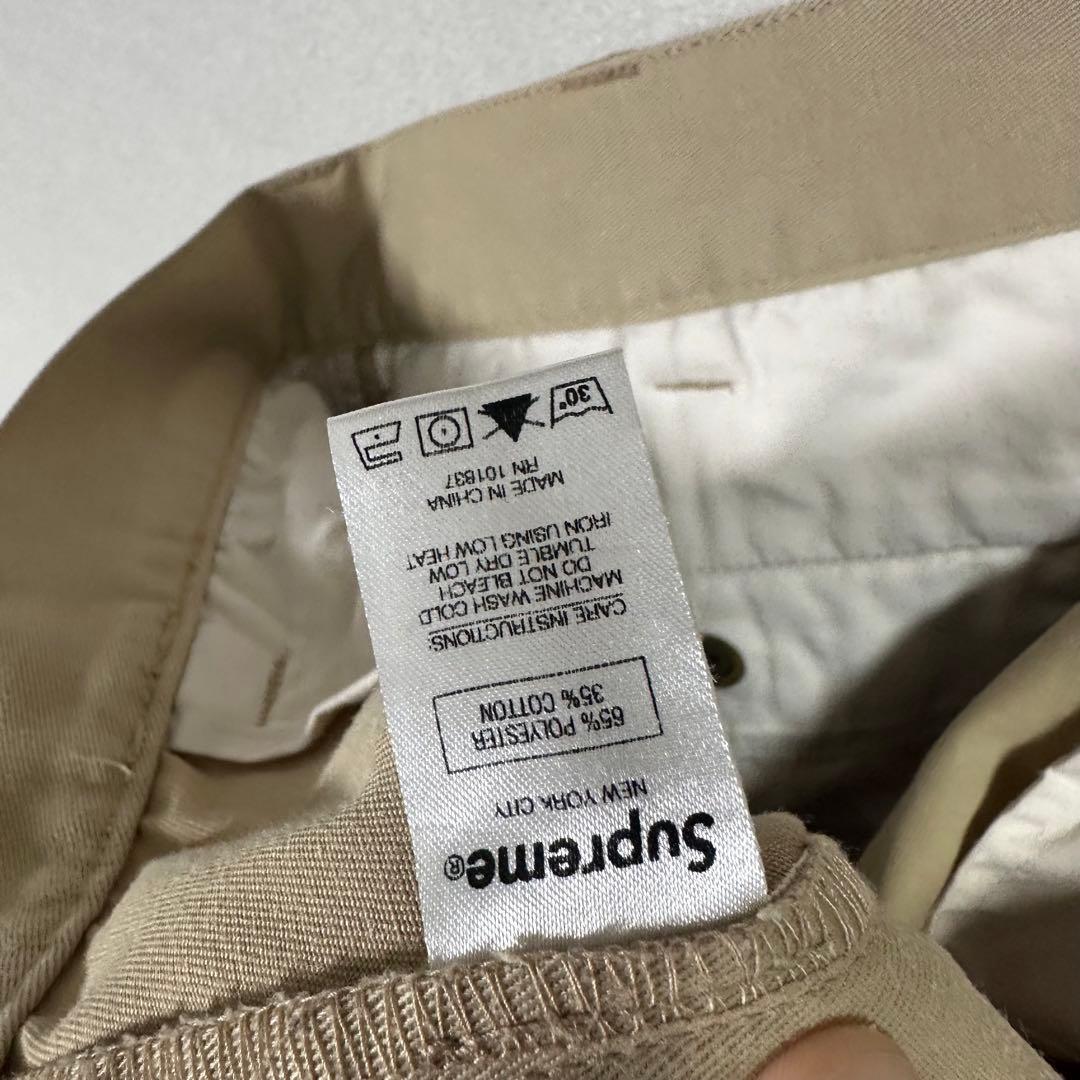 Supreme®
NEW YORK CITY
65% POLYESTER
35% COTTON
CARE INSTRUCTIONS:
MACHINE WASH COLD
DO NOT BLEACH
TUMBLE DRY LOW
IRON USING LOW HEAT
MADE IN CHINA
RN 101837
30°